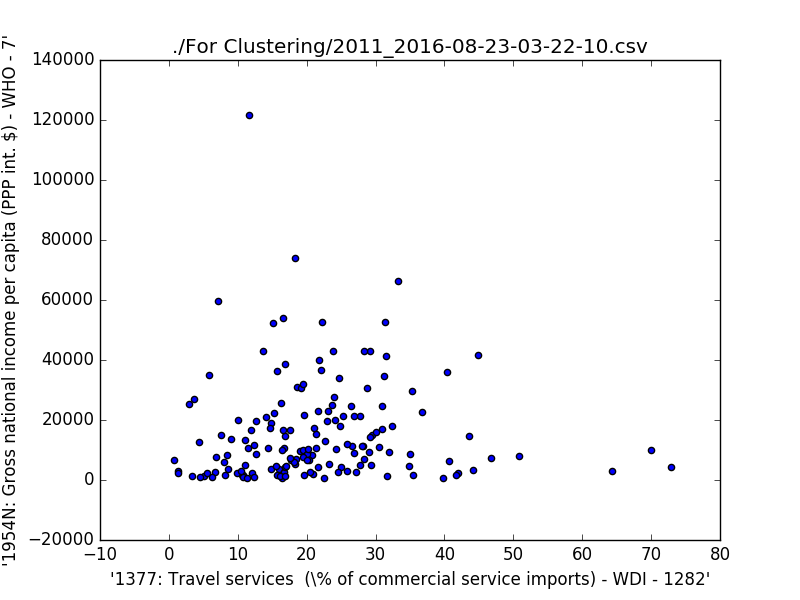 ./For Clustering/2011_2016-08-23-03-22-10.csv
'1954N: Gross national income per capita (PPP int. $) - WHO - 7'
140000
120000
100000
80000
60000
40000
20000
0
−20000
−10 0 10 20 30 40 50 60 70 80
'1377: Travel services  (\% of commercial service imports) - WDI - 1282'